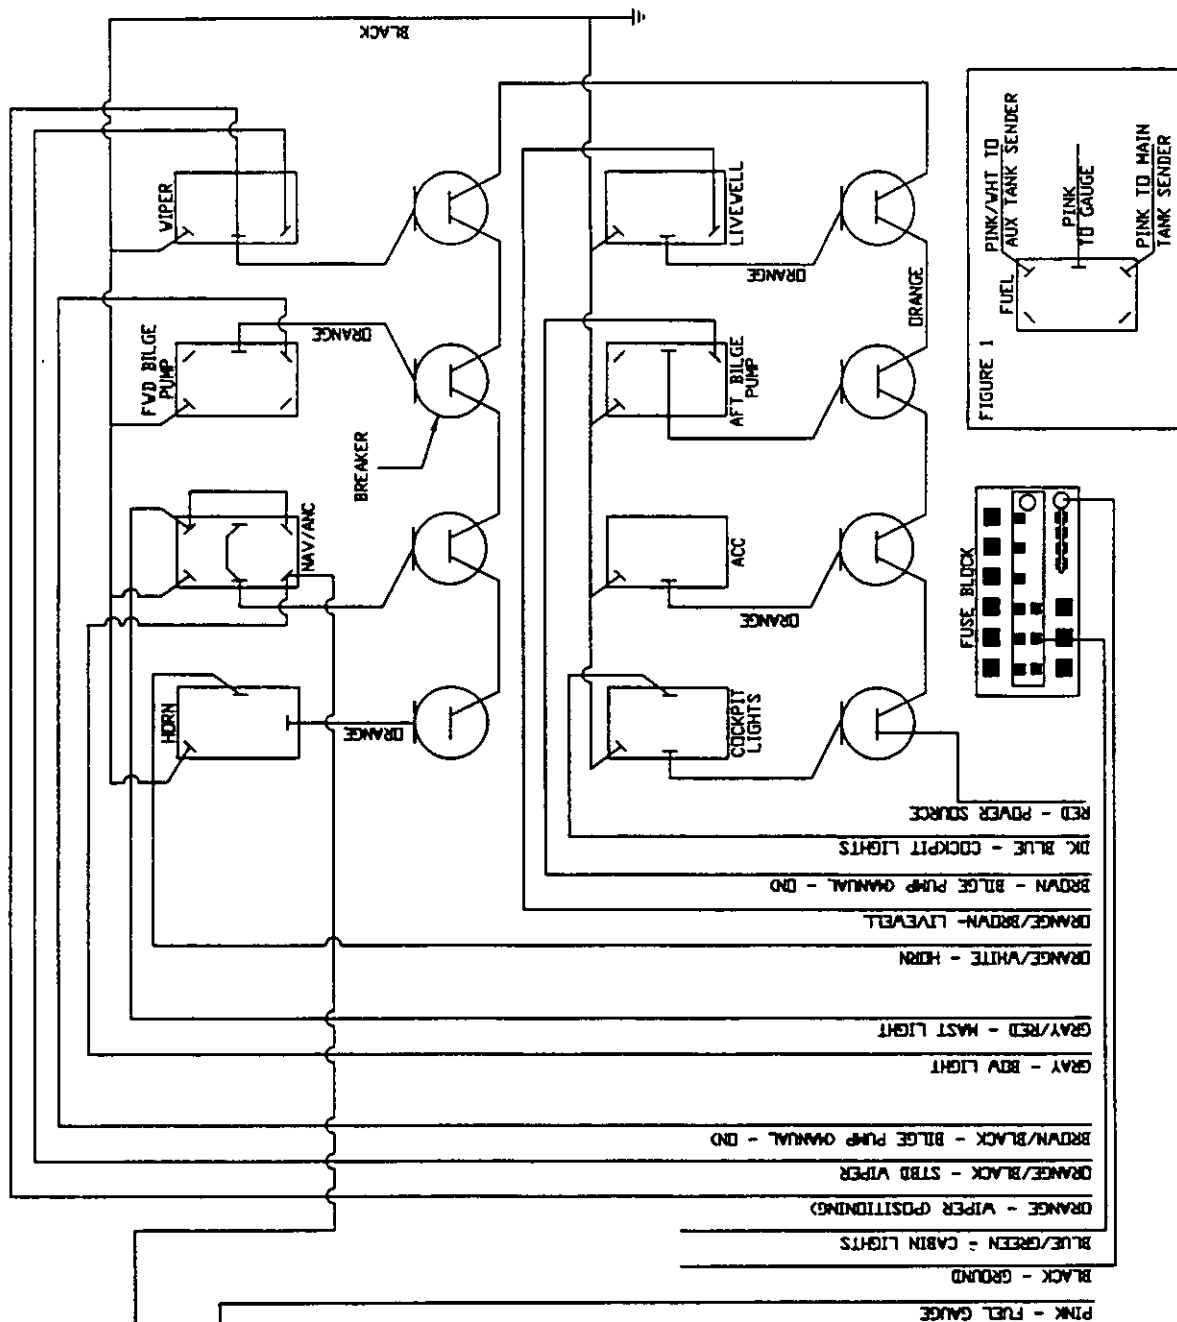 BLACK
WIPER
LIVEWELL
ORANGE
ORANGE
FWD BILGE
PUMP
ORANGE
AFT BILGE
PUMP
BREAKER
NAV/ANC
ACC
ORANGE
HORN
ORANGE
COCKPIT
LIGHTS
PINK/WHT TO
AUX TANK SENDER
PINK
TO GAUGE
PINK TO MAIN
TANK SENDER
FUEL
FIGURE 1
FUSE BLOCK
RED - POWER SOURCE
DK. BLUE - COCKPIT LIGHTS
BROWN - BILGE PUMP (MANUAL - ON)
ORANGE/BROWN- LIVEWELL
ORANGE/WHITE - HORN
GRAY/RED - MAST LIGHT
GRAY - BOW LIGHT
BROWN/BLACK - BILGE PUMP (MANUAL - ON)
ORANGE/BLACK - STBD WIPER
ORANGE - WIPER (POSITIONING)
BLUE/GREEN - CABIN LIGHTS
BLACK - GROUND
PINK - FUEL GAUGE